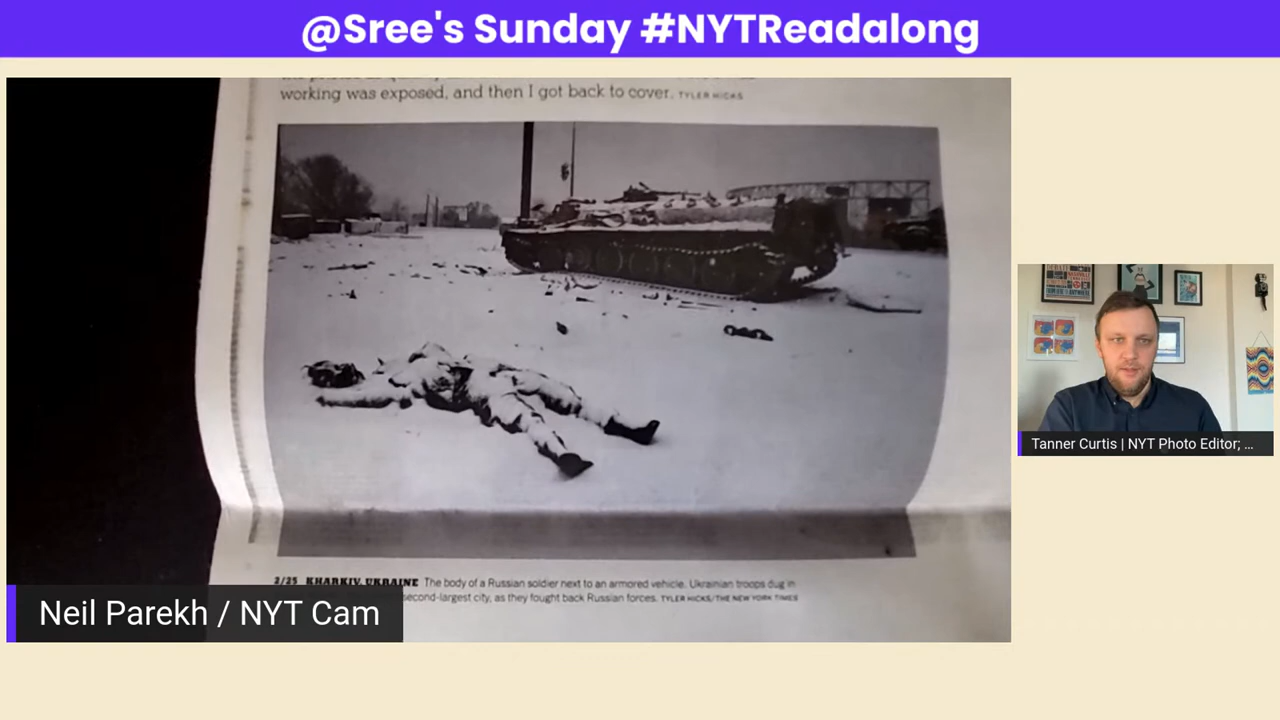 @Sree's Sunday #NYTReadalong
working was exposed, and then I got back to cover. TYLER HICKS
Tanner Curtis | NYT Photo Editor; ...
2/25 KHARKIV, UKRAINE The body of a Russian soldier next to an armored vehicle. Ukrainian troops dug in
second-largest city, as they fought back Russian forces. TYLER HICKS/THE NEW YORK TIMES
Neil Parekh / NYT Cam